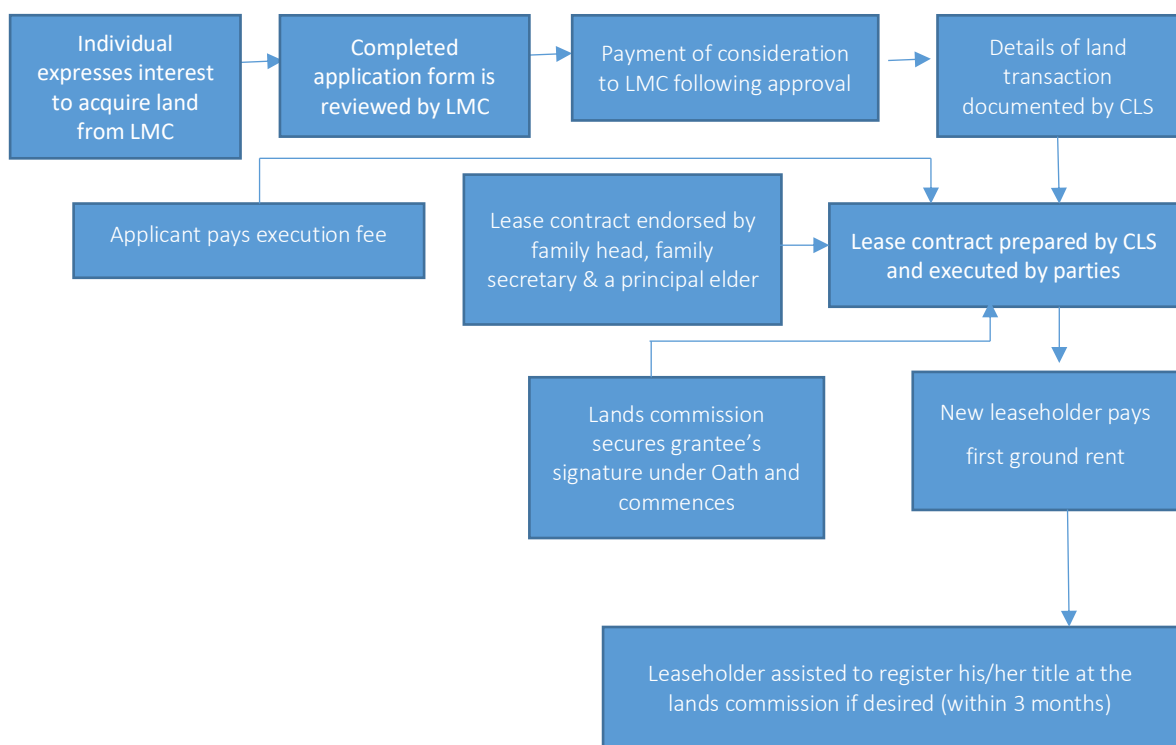 Individual
expresses interest
to acquire land
from LMC
Completed
application form is
reviewed by LMC
Payment of consideration
to LMC following approval
Details of land
transaction
documented by CLS
Applicant pays execution fee
Lease contract endorsed by
family head, family
secretary & a principal elder
Lease contract prepared by CLS
and executed by parties
Lands commission
secures grantee’s
signature under Oath and
commences
New leaseholder pays
first ground rent
Leaseholder assisted to register his/her title at the
lands commission if desired (within 3 months)